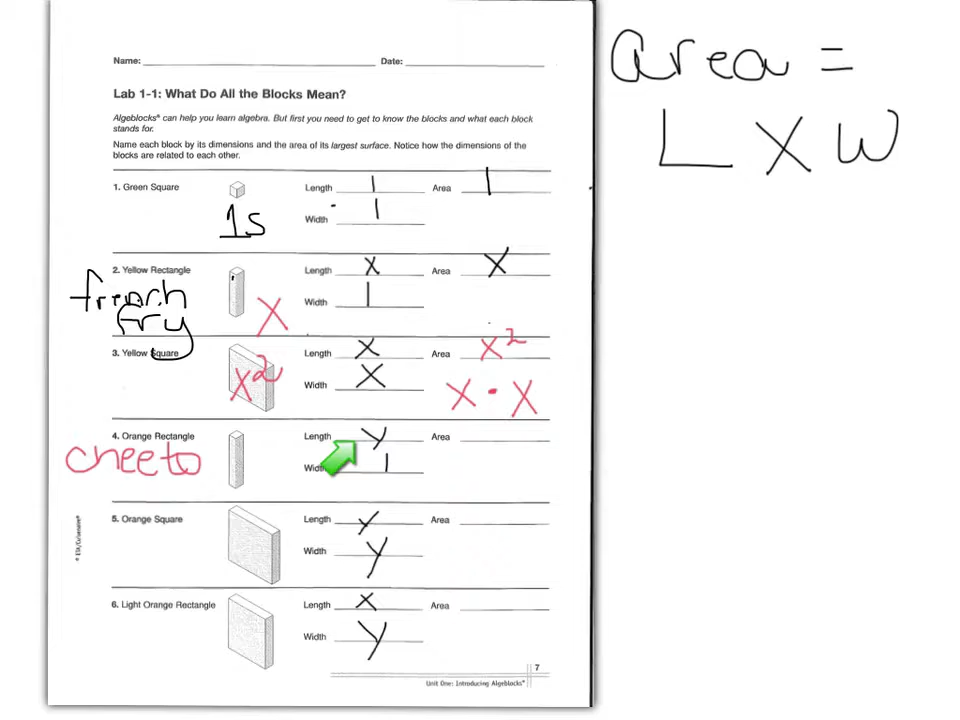 area =
L X W
Name: Date:
Lab 1-1: What Do All the Blocks Mean?
Algeblocks® can help you learn algebra. But first you need to get to know the blocks and what each block
stands for.
Name each block by its dimensions and the area of its largest surface. Notice how the dimensions of the
blocks are related to each other.
1. Green Square Length 1 Area 1
1s Width 1
2. Yellow Rectangle Length x Area x
french Width 1
fry X
3. Yellow Square Length x Area x²
x² Width x x · x
4. Orange Rectangle Length y Area
cheeto Width 1
5. Orange Square Length y Area
Width y
© ETA/Cuisenaire®
6. Light Orange Rectangle Length x Area
Width y
7
Unit One: Introducing Algeblocks®